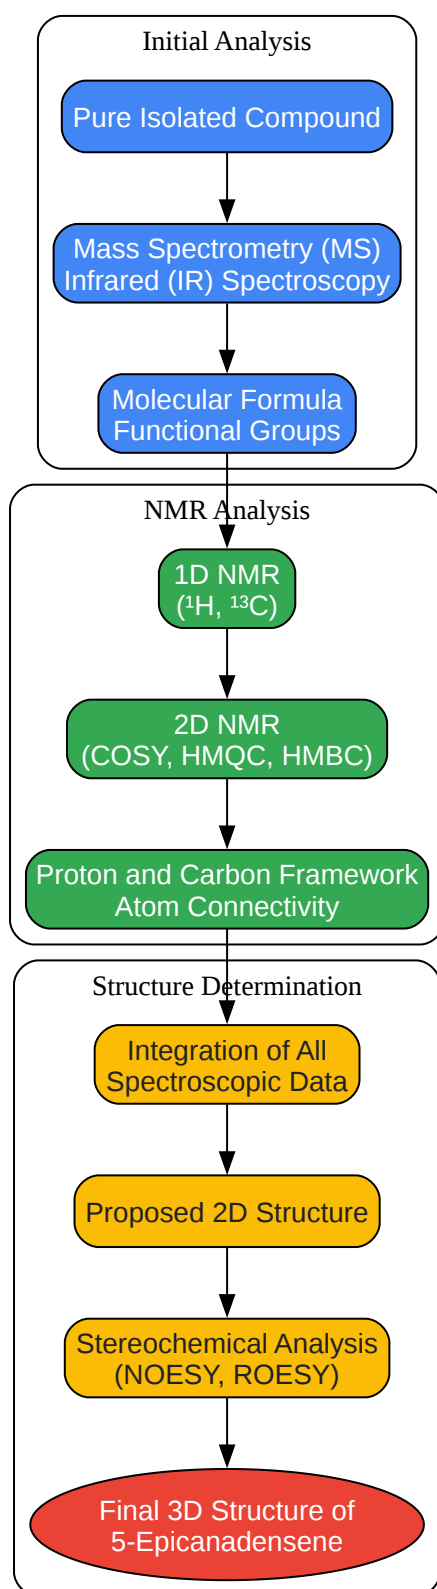 Initial Analysis
Pure Isolated Compound
Mass Spectrometry (MS)
Infrared (IR) Spectroscopy
Molecular Formula
Functional Groups
NMR Analysis
1D NMR
(¹H, ¹³C)
2D NMR
(COSY, HMQC, HMBC)
Proton and Carbon Framework
Atom Connectivity
Structure Determination
Integration of All
Spectroscopic Data
Proposed 2D Structure
Stereochemical Analysis
(NOESY, ROESY)
Final 3D Structure of
5-Epicanadensene